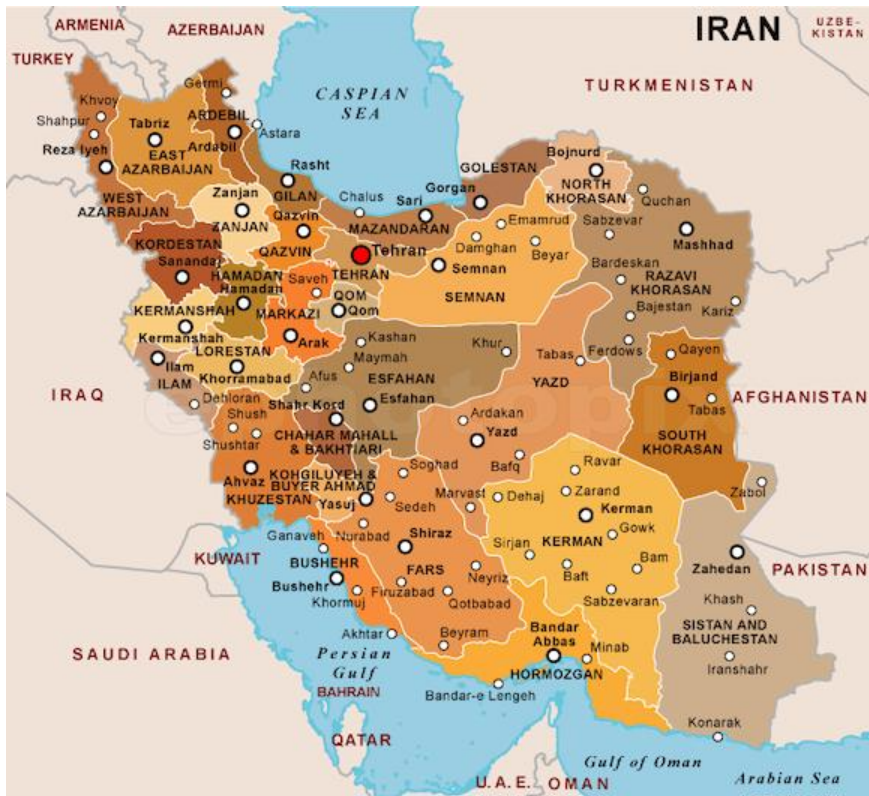 ARMENIA
AZERBAIJAN
IRAN
UZBE-
KISTAN
TURKEY
TURKMENISTAN
CASPIAN
SEA
Germi
Khvoy
Shahpur
Reza Iyeh
Tabriz
EAST
AZARBAIJAN
ARDEBIL
Ardabil
Astara
WEST
AZARBAIJAN
Rasht
GILAN
Zanjan
ZANJAN
Qazvin
QAZVIN
Chalus
Sari
Gorgan
GOLESTAN
MAZANDARAN
Bojnurd
NORTH
KHORASAN
Quchan
Sabzevar
Mashhad
Emamrud
Damghan
Beyar
Semnan
SEMNAN
Tehran
TEHRAN
KORDESTAN
Sanandaj
HAMADAN
Hamadan
Saveh
QOM
Qom
MARKAZI
Arak
Bardeskan
RAZAVI
KHORASAN
Bajestan
Kariz
Ferdows
KERMANSHAH
Kermanshah
LORESTAN
Khorramabad
Ilam
ILAM
Kashan
Maymah
Khur
Afus
ESFAHAN
Esfahan
Tabas
YAZD
Qayen
Birjand
Tabas
SOUTH
KHORASAN
IRAQ
AFGHANISTAN
Dehloran
Shush
Shushtar
Shahr Kord
CHAHAR MAHALL
& BAKHTIARI
Ardakan
Yazd
Bafq
Ahvaz
KHUZESTAN
KOHGILUYEH &
BUYER AHMAD
Yasuj
Soghad
Sedeh
Marvast
Dehaj
Ravar
Zarand
Kerman
Gowk
KERMAN
Zabol
Nurabad
Shiraz
FARS
Sirjan
Baft
Bam
Sabzevaran
Zahedan
PAKISTAN
KUWAIT
Ganaveh
BUSHEHR
Bushehr
Khormuj
Firuzabad
Neyriz
Qotbabad
Khash
SISTAN AND
BALUCHESTAN
Iranshahr
Akhtar
Beyram
Bandar
Abbas
Minab
HORMOZGAN
Bandar-e Lengeh
Konarak
SAUDI ARABIA
Persian
Gulf
BAHRAIN
QATAR
U.A.E.
OMAN
Gulf of Oman
Arabian Sea